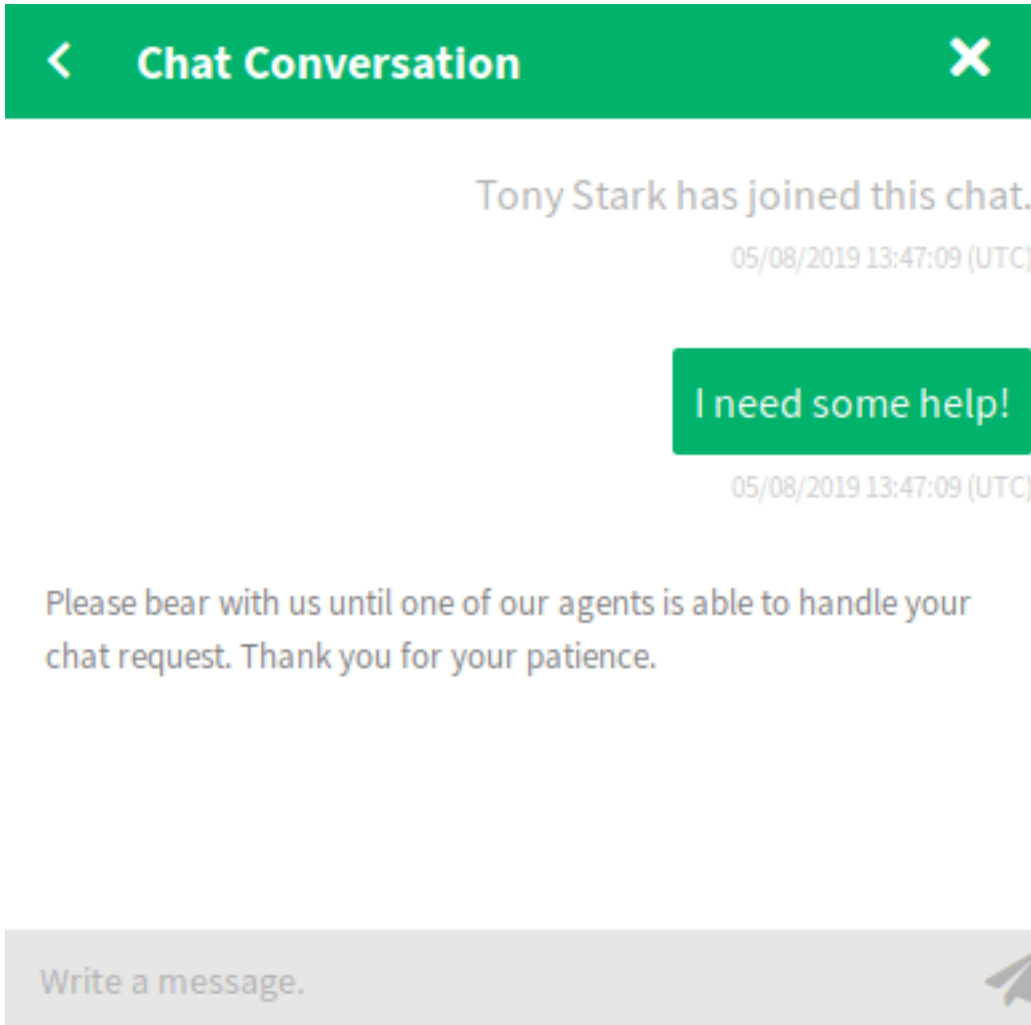 Chat Conversation
Tony Stark has joined this chat.
05/08/2019 13:47:09 (UTC)
I need some help!
05/08/2019 13:47:09 (UTC)
Please bear with us until one of our agents is able to handle your
chat request. Thank you for your patience.
Write a message.